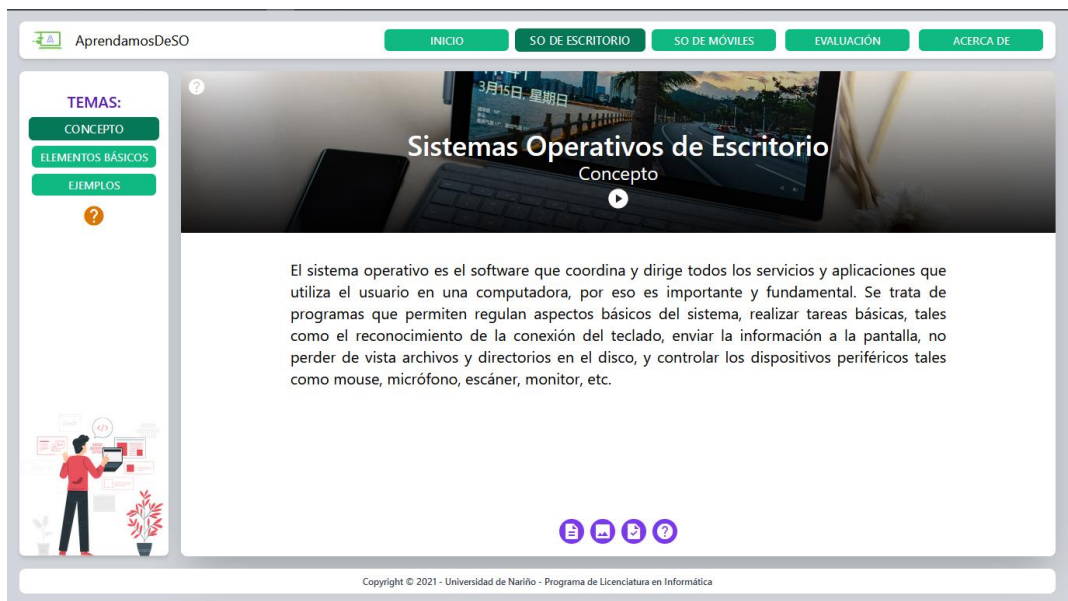 AprendamosDeSO
INICIO
SO DE ESCRITORIO
SO DE MÓVILES
EVALUACIÓN
ACERCA DE
TEMAS:
CONCEPTO
ELEMENTOS BÁSICOS
EJEMPLOS
?
?
3月15日, 星期日
Sistemas Operativos de Escritorio
Concepto
El sistema operativo es el software que coordina y dirige todos los servicios y aplicaciones que
utiliza el usuario en una computadora, por eso es importante y fundamental. Se trata de
programas que permiten regulan aspectos básicos del sistema, realizar tareas básicas, tales
como el reconocimiento de la conexión del teclado, enviar la información a la pantalla, no
perder de vista archivos y directorios en el disco, y controlar los dispositivos periféricos tales
como mouse, micrófono, escáner, monitor, etc.
?
Copyright © 2021 - Universidad de Nariño - Programa de Licenciatura en Informática